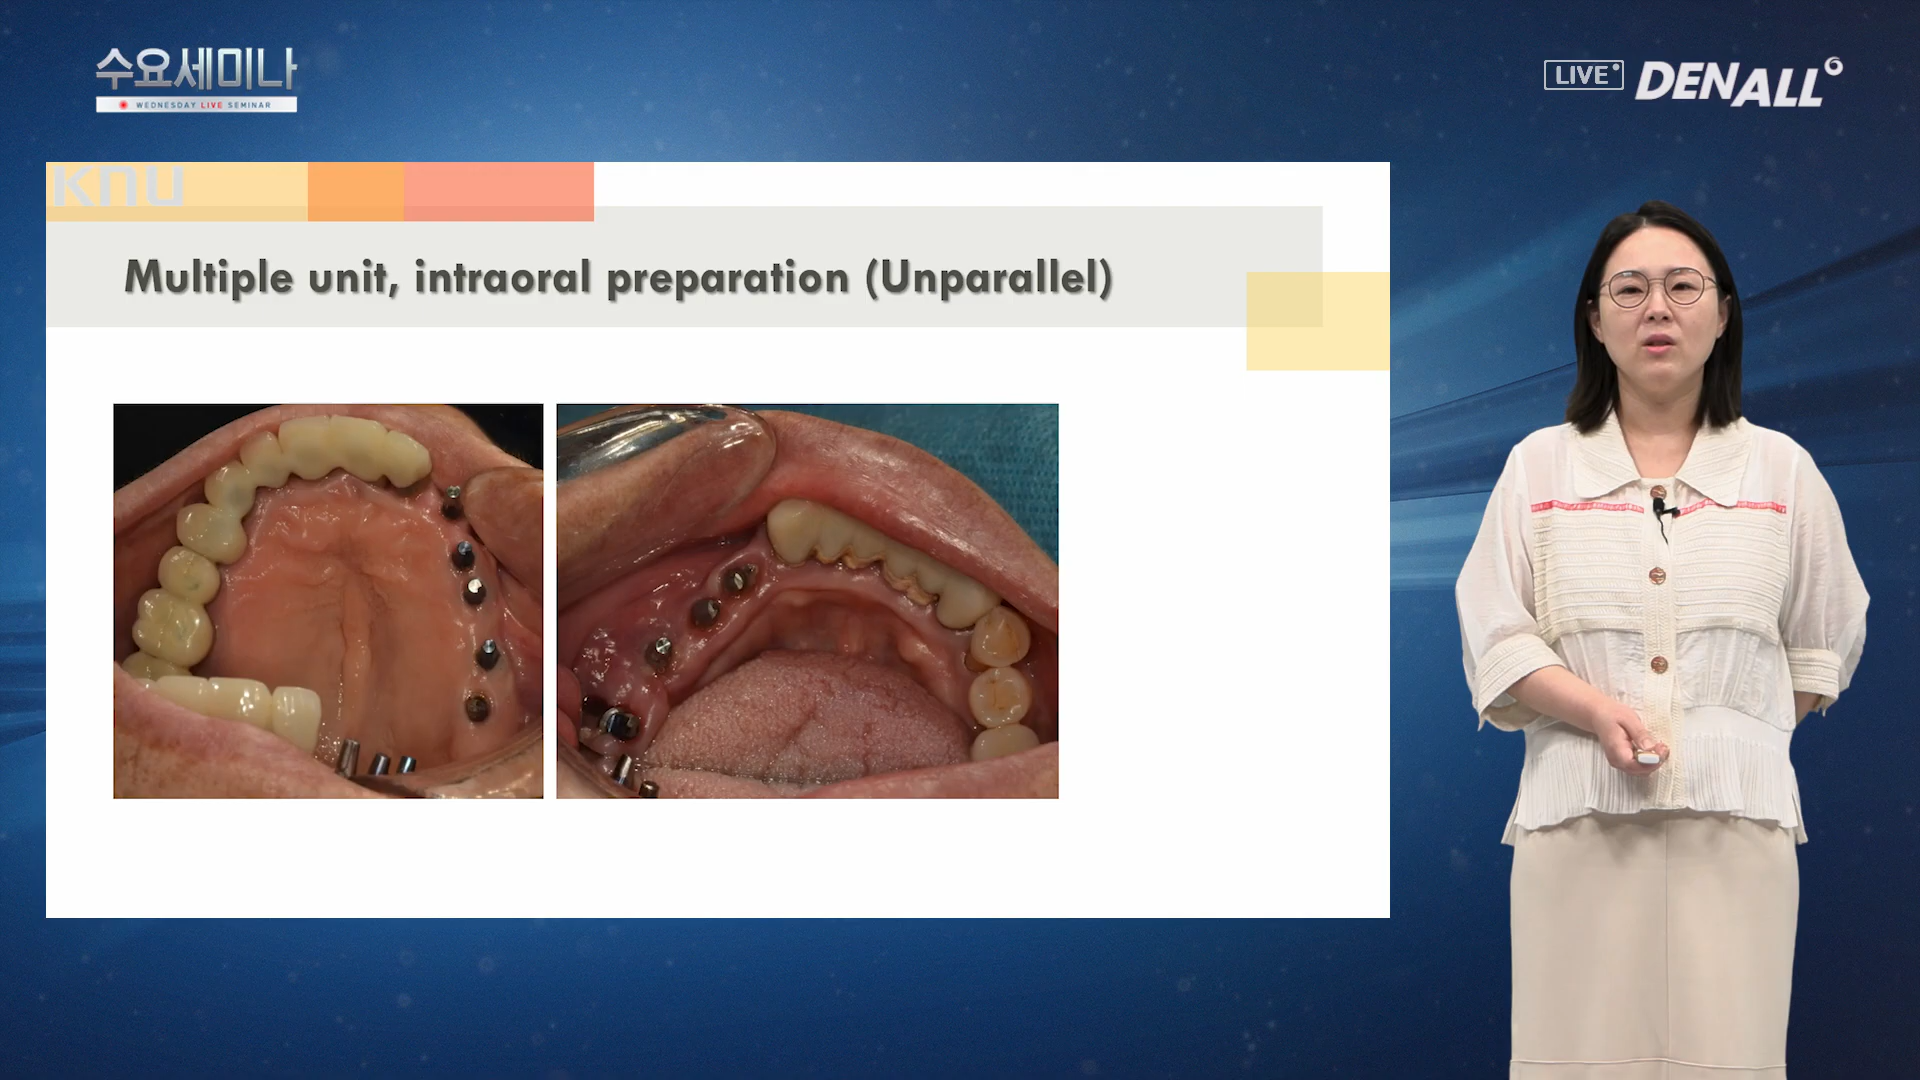 수요세미나
WEDNESDAY LIVE SEMINAR
LIVE
DENALL
knu
Multiple unit, intraoral preparation (Unparallel)